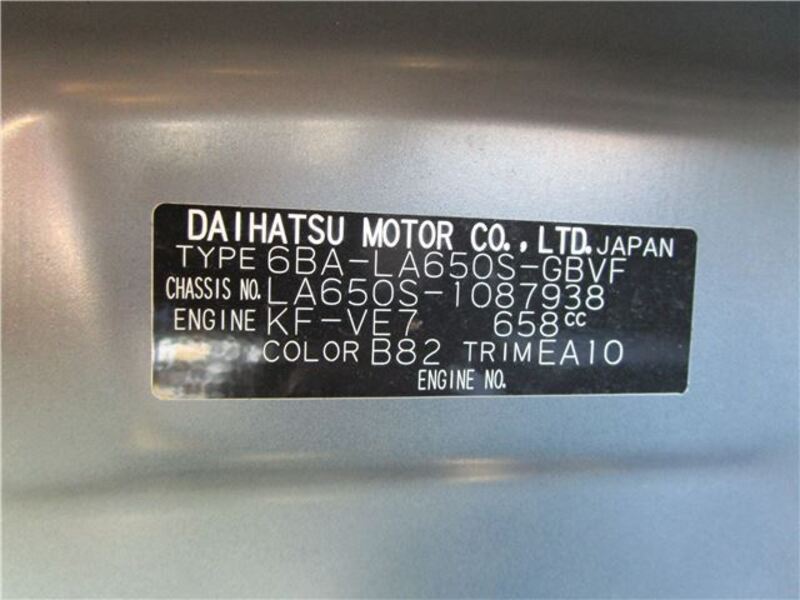 DAIHATSU MOTOR CO., LTD. JAPAN
TYPE 6BA-LA650S-GBVF
CHASSIS NO. LA650S-1087938
ENGINE KF-VE7 658cc
COLOR B82 TRIM EA10
ENGINE NO.